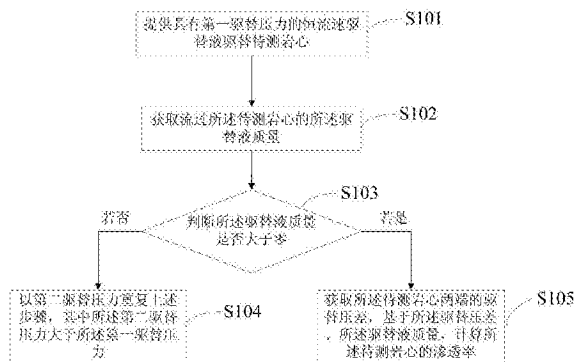 提供具有第一驱替压力的恒流速驱
替液驱替待测岩心
S101
获取流过所述待测岩心的所述驱
替液质量
S102
S103
判断所述驱替液质量
是否大于零
若否
若是
以第二驱替压力重复上述
步骤，其中所述第二驱替
压力大于所述第一驱替压
力
S104
获取所述待测岩心两端的驱
替压差，基于所述驱替压差
、所述驱替液质量，计算所
述待测岩心的渗透率
S105